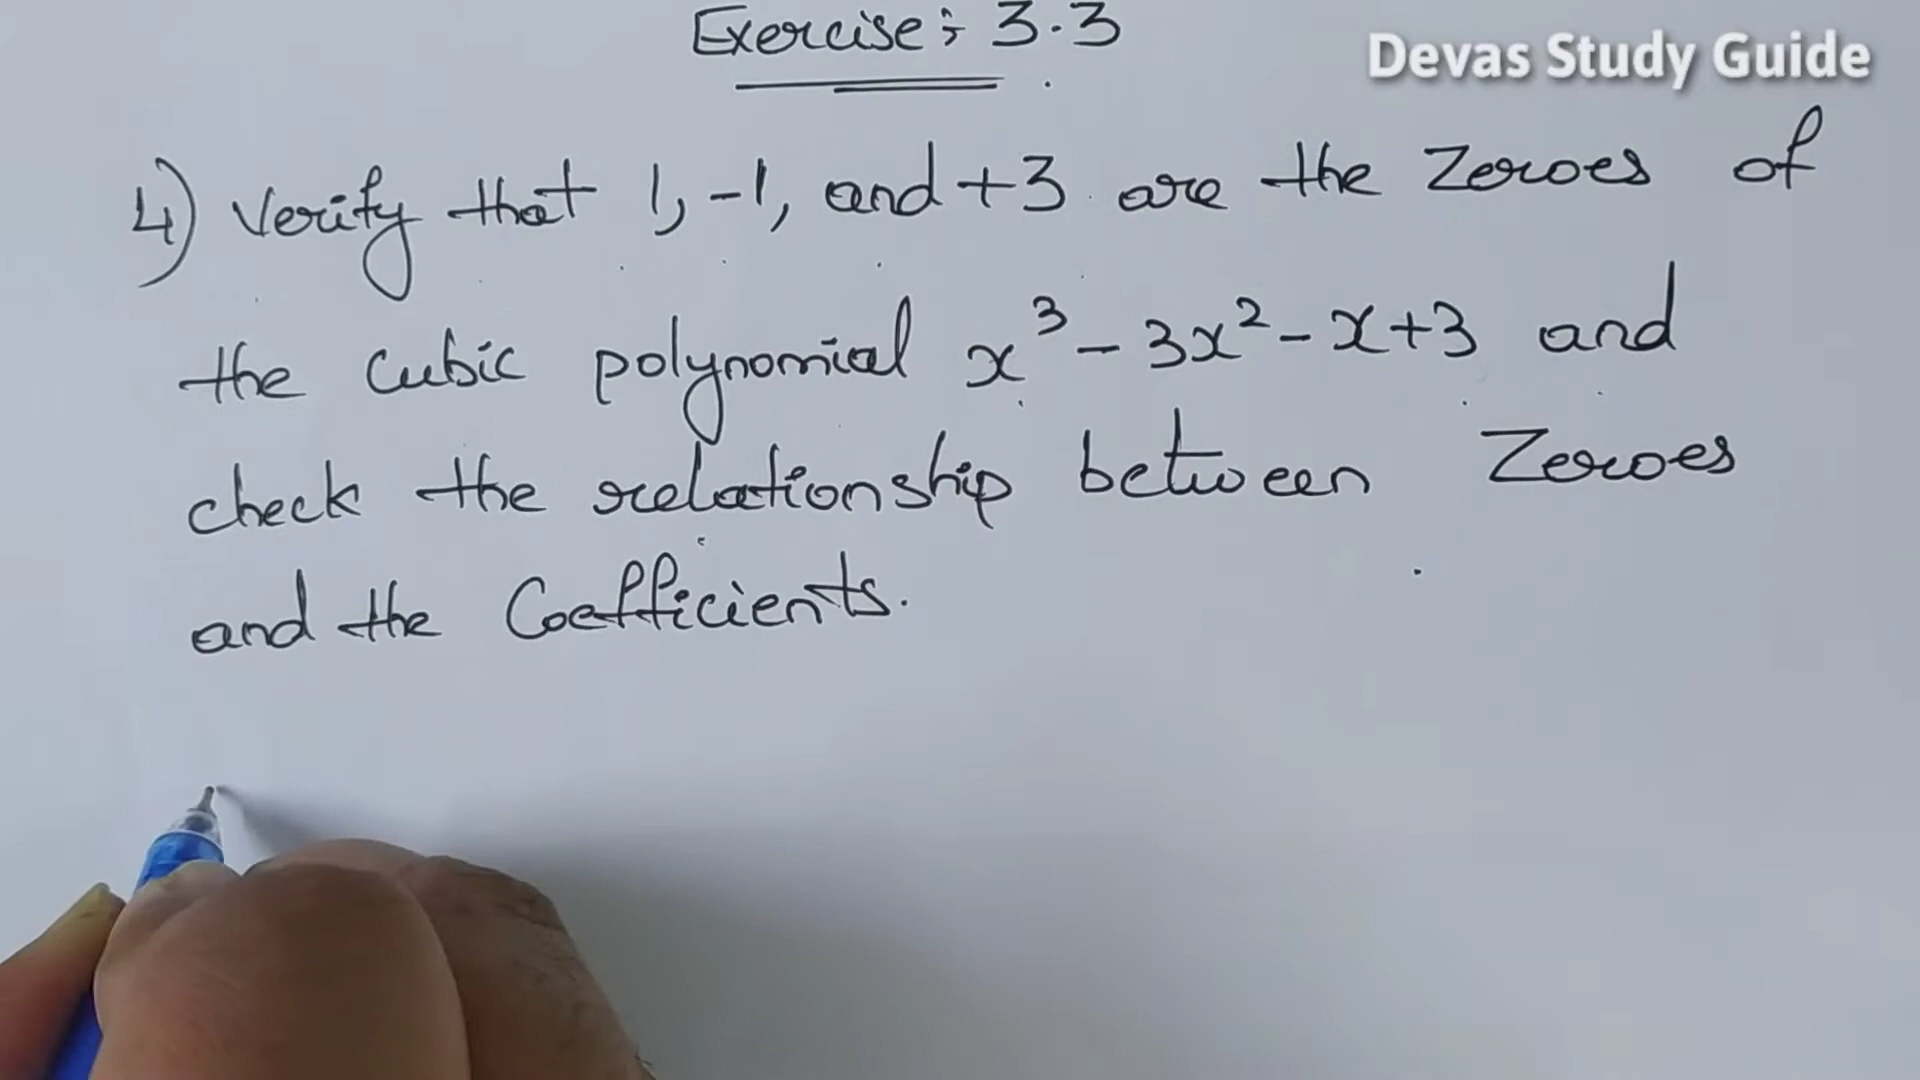 Exercise:- 3.3
Devas Study Guide
4) Verify that 1, -1, and +3 are the Zeroes of
the cubic polynomial x³ - 3x² - x + 3 and
check the relationship between Zeroes
and the Coefficients.